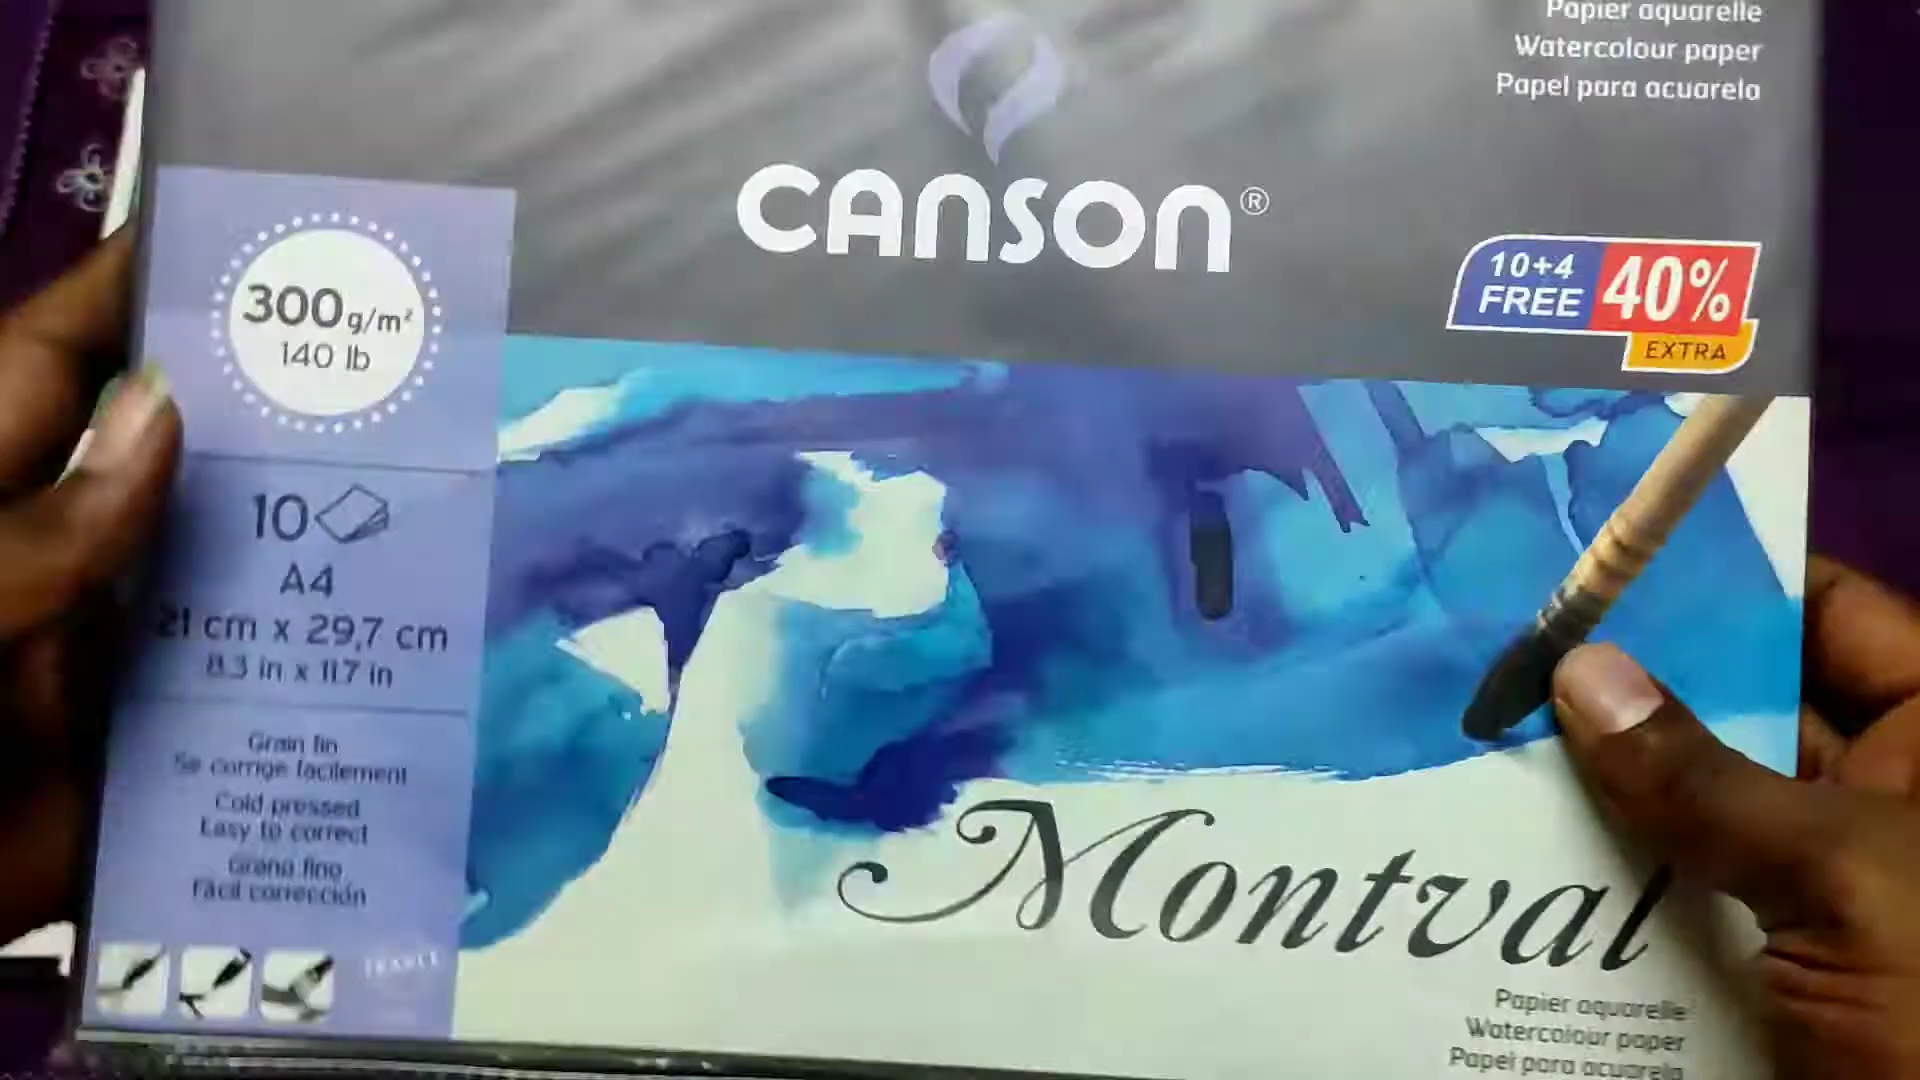 Papier aquarelle
Watercolour paper
Papel para acuarela
CANSON®
10+4
FREE
40%
EXTRA
300g/m²
140 lb
10
A4
21 cm x 29,7 cm
8.3 in x 11.7 in
Grain fin
Se corrige facilement
Cold pressed
Easy to correct
Grano fino
Fácil corrección
FRANCE
Montval
Papier aquarelle
Watercolour paper
Papel para acuarela